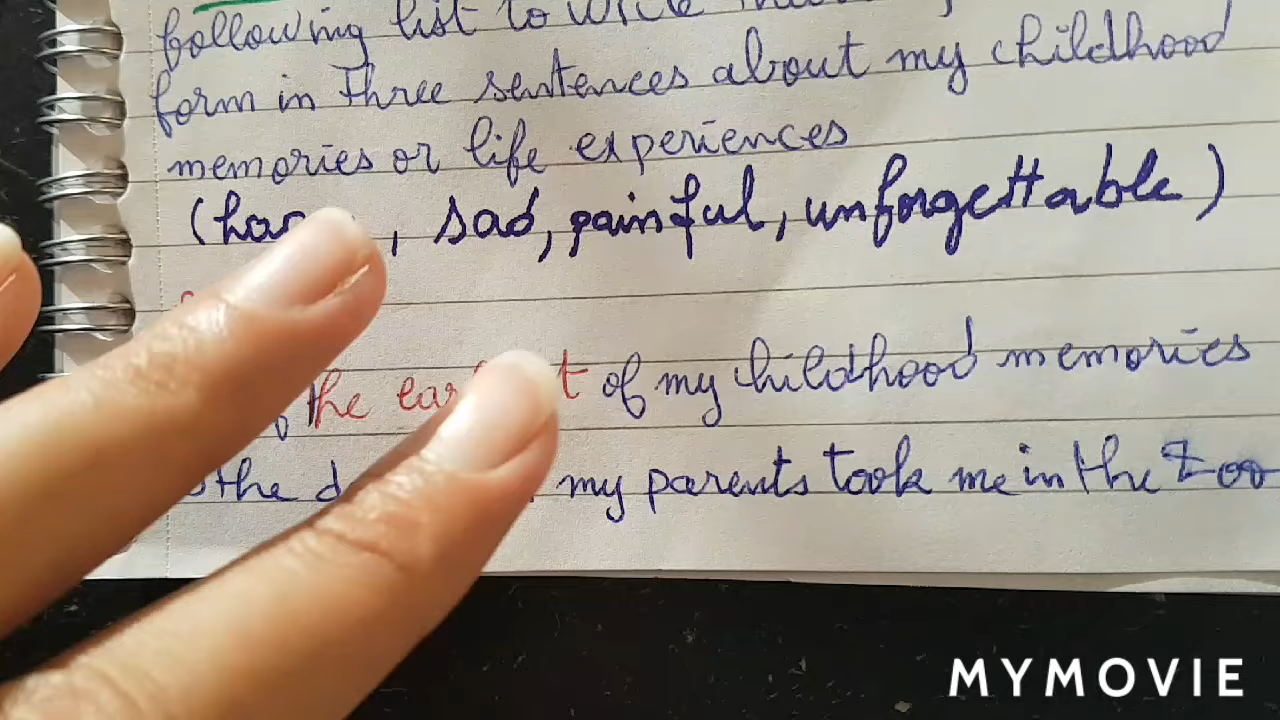 following list to write
form in three sentences about my childhood
memories or life experiences
( , sad, painful, unforgettable)
the of my childhood memories
the my parents took me in the zoo
MYMOVIE